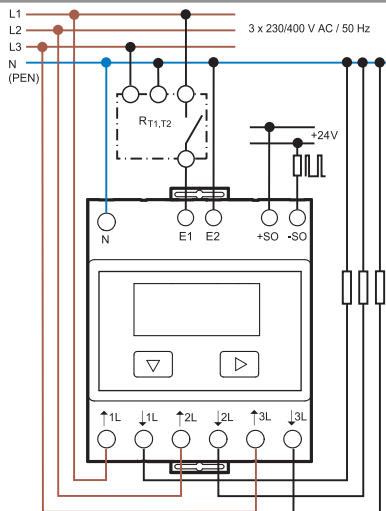 L1
L2
3 x 230/400 V AC / 50 Hz
L3
N
(PEN)
RT1,T2
+24V
N
E1
E2
+SO
-SO
↑1L
↓1L
↑2L
↓2L
↑3L
↓3L